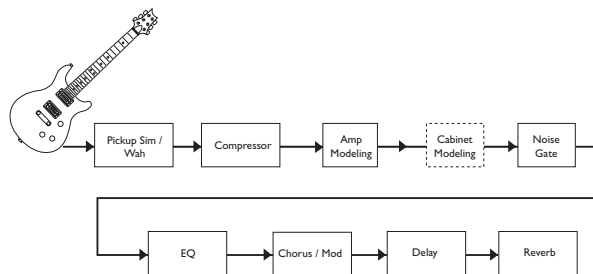 Pickup Sim /
Wah
Compressor
Amp
Modeling
Cabinet
Modeling
Noise
Gate
EQ
Chorus / Mod
Delay
Reverb